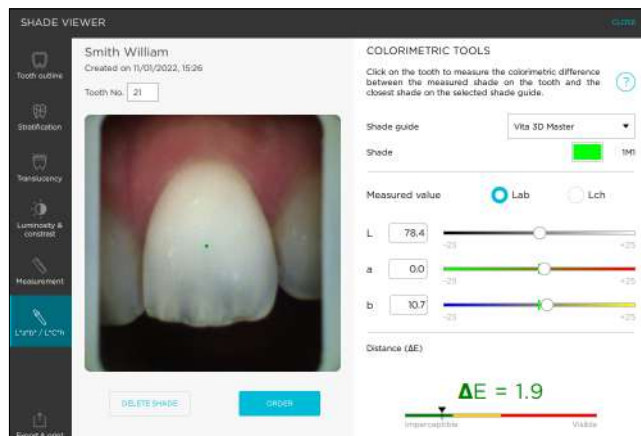 SHADE VIEWER
CLOSE
Tooth outline
Stratification
Translucency
Luminosity &
constrast
Measurement
L*a*b* / L*C*h
Export & print
Smith William
Created on 11/01/2022, 15:26
Tooth No. 21
DELETE SHADE
ORDER
COLORIMETRIC TOOLS
Click on the tooth to measure the colorimetric difference
between the measured shade on the tooth and the
closest shade on the selected shade guide.
?
Shade guide Vita 3D Master
Shade 1M1
Measured value Lab Lch
L 78.4
-25 +25
a 0.0
-25 +25
b 10.7
-25 +25
Distance (ΔE)
ΔE = 1.9
Imperceptible Visible